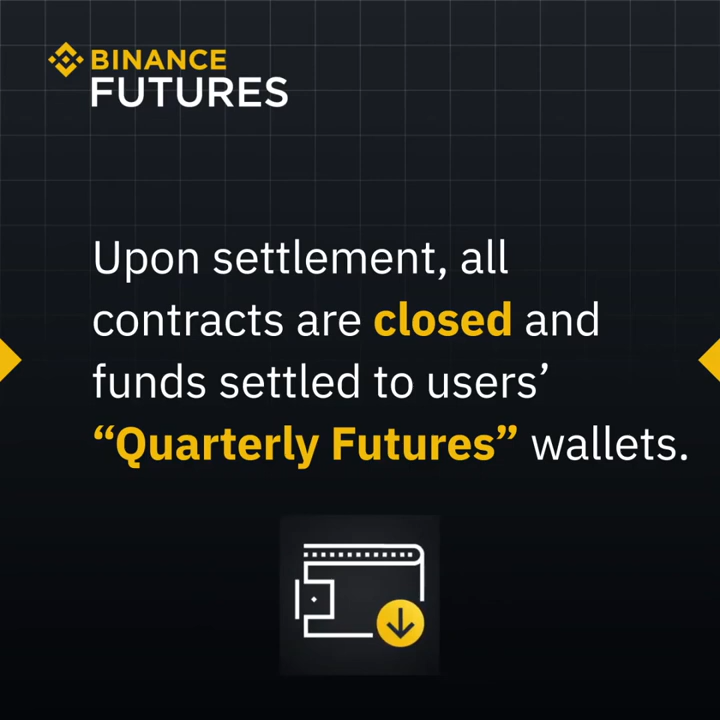 BINANCE
FUTURES
Upon settlement, all
contracts are closed and
funds settled to users’
“Quarterly Futures” wallets.